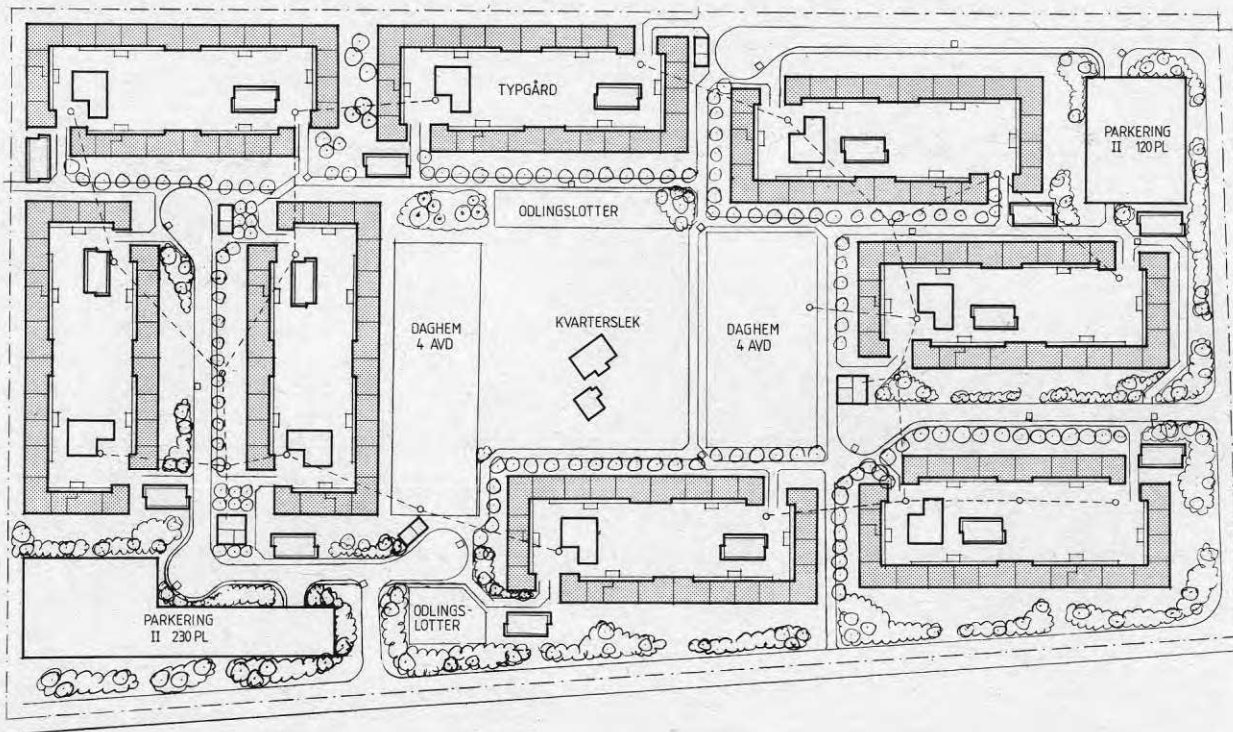 TYPGÅRD
PARKERING
II 120 PL
ODLINGSLOTTER
DAGHEM
4 AVD
KVARTERSLEK
DAGHEM
4 AVD
PARKERING
II 230 PL
ODLINGS-
LOTTER